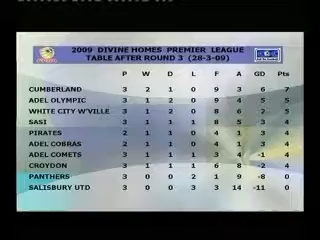 2009 DIVINE HOMES PREMIER LEAGUE
TABLE AFTER ROUND 3 (28-3-09)
P W D L F A GD Pts
CUMBERLAND 3 2 1 0 9 3 6 7
ADEL OLYMPIC 3 1 2 0 9 4 5 5
WHITE CITY W'VILLE 3 1 2 0 8 6 2 5
SASI 3 1 1 1 8 5 3 4
PIRATES 2 1 1 0 4 1 3 4
ADEL COBRAS 2 1 1 0 4 1 3 4
ADEL COMETS 3 1 1 1 3 4 -1 4
CROYDON 3 1 1 1 6 8 -2 4
PANTHERS 3 0 0 2 1 9 -8 0
SALISBURY UTD 3 0 0 3 3 14 -11 0